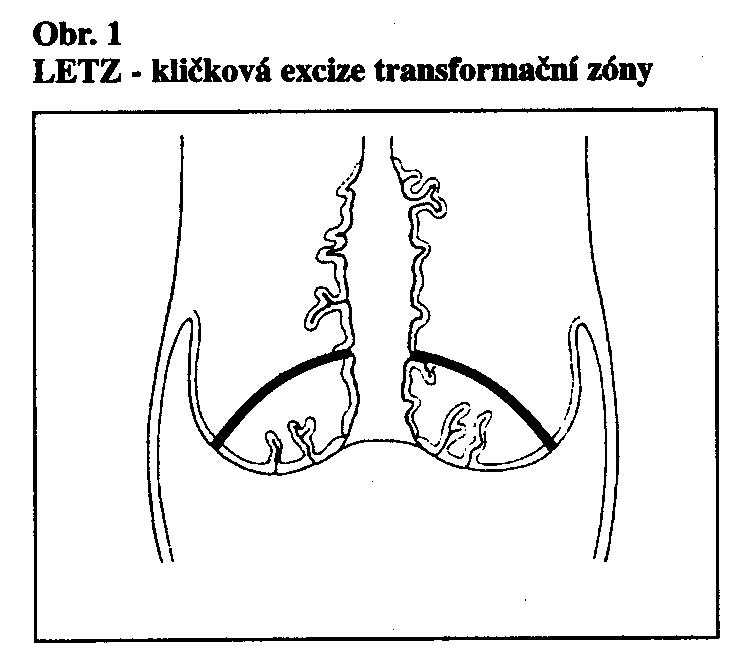 Obr. 1
LETZ - kličková excize transformační zóny